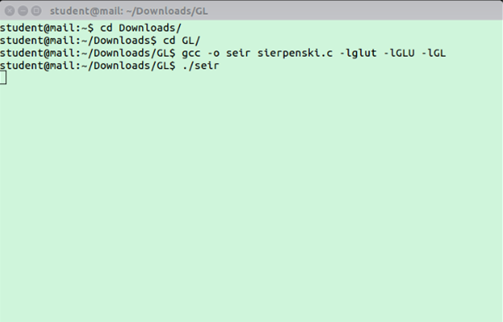 student@mail: ~/Downloads/GL
student@mail:~$ cd Downloads/
student@mail:~/Downloads$ cd GL/
student@mail:~/Downloads/GL$ gcc -o seir sierpenski.c -lglut -lGLU -lGL
student@mail:~/Downloads/GL$ ./seir